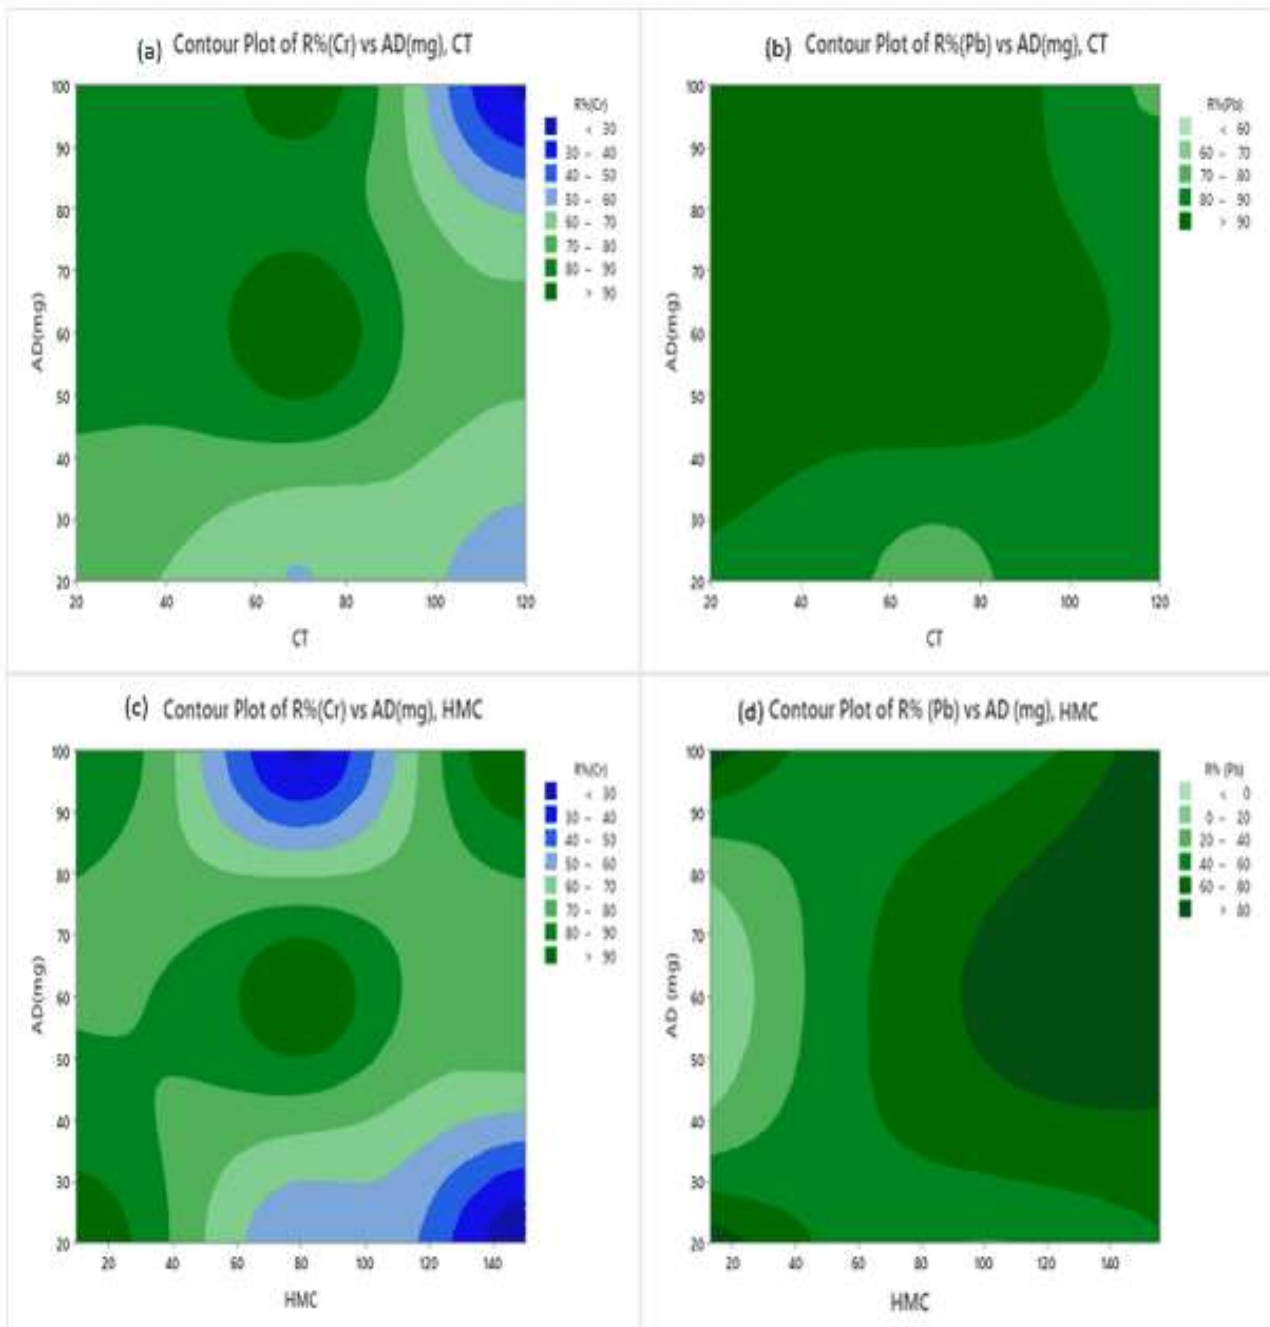 (a) Contour Plot of R%(Cr) vs AD(mg), CT
R%(Cr)
< 30
30 – 40
40 – 50
50 – 60
60 – 70
70 – 80
80 – 90
> 90
AD(mg)
100
90
80
70
60
50
40
30
20
20 40 60 80 100 120
CT
(b) Contour Plot of R%(Pb) vs AD(mg), CT
R%(Pb)
< 60
60 – 70
70 – 80
80 – 90
> 90
AD(mg)
100
90
80
70
60
50
40
30
20
20 40 60 80 100 120
CT
(c) Contour Plot of R%(Cr) vs AD(mg), HMC
R%(Cr)
< 30
30 – 40
40 – 50
50 – 60
60 – 70
70 – 80
80 – 90
> 90
AD(mg)
100
90
80
70
60
50
40
30
20
20 40 60 80 100 120 140
HMC
(d) Contour Plot of R% (Pb) vs AD (mg), HMC
R% (Pb)
< 0
0 – 20
20 – 40
40 – 60
60 – 80
> 80
AD (mg)
100
90
80
70
60
50
40
30
20
20 40 60 80 100 120 140
HMC